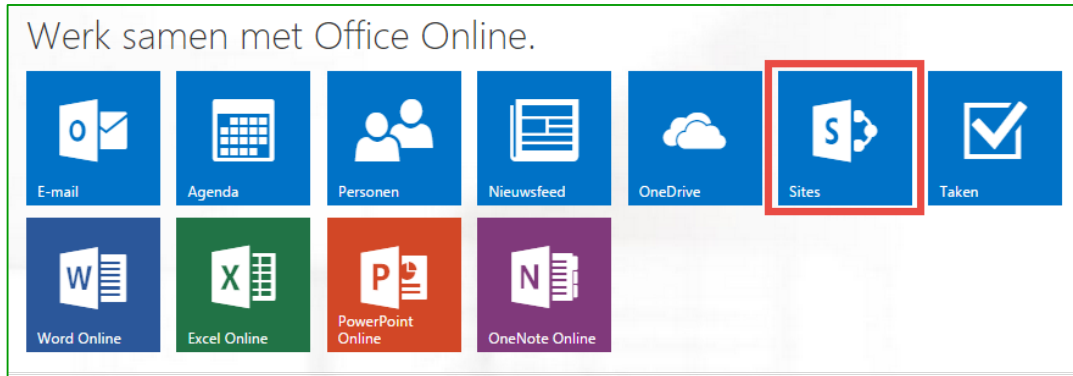 Werk samen met Office Online.
E-mail
Agenda
Personen
Nieuwsfeed
OneDrive
Sites
Taken
Word Online
Excel Online
PowerPoint
Online
OneNote Online